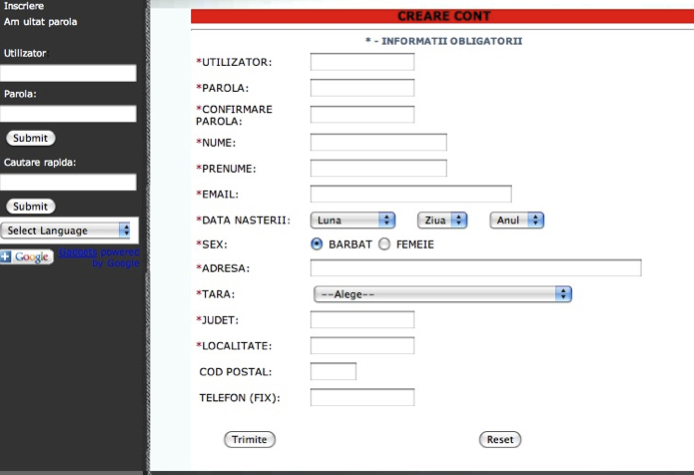 Inscriere
Am uitat parola
Utilizator
Parola:
Submit
Cautare rapida:
Submit
Select Language
Google
Gadgets powered
by Google
CREARE CONT
* - INFORMATII OBLIGATORII
*UTILIZATOR:
*PAROLA:
*CONFIRMARE
PAROLA:
*NUME:
*PRENUME:
*EMAIL:
*DATA NASTERII: Luna Ziua Anul
*SEX: BARBAT FEMEIE
*ADRESA:
*TARA: --Alege--
*JUDET:
*LOCALITATE:
COD POSTAL:
TELEFON (FIX):
Trimite Reset